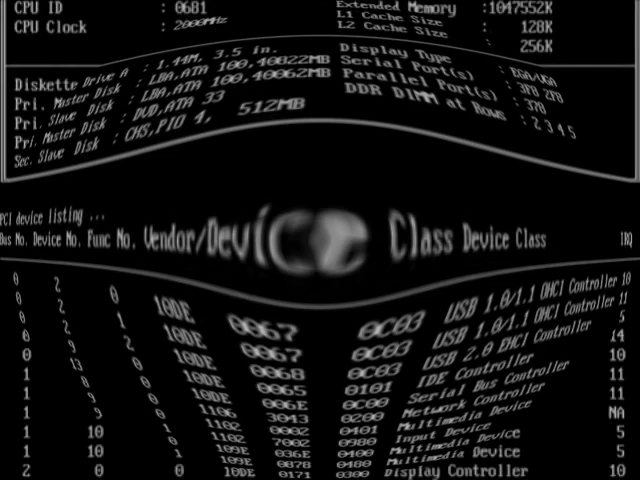 CPU ID : 0681 Extended Memory :1047552K
CPU Clock : 2000MHz L1 Cache Size : 128K
L2 Cache Size : 256K
Diskette Drive A : 1.44M, 3.5 in. Display Type : EGA/VGA
Pri. Master Disk : LBA,ATA 100,40822MB Serial Port(s) : 3F8 2F8
Pri. Slave Disk : LBA,ATA 100,40062MB Parallel Port(s) : 378
Pri. Master Disk : DVD,ATA 33 DDR DIMM at Rows : 2 3 4 5
Sec. Slave Disk : CHS,PIO 4, 512MB
PCI device listing ...
Bus No. Device No. Func No. Vendor/Device Class Device Class IRQ
0 2 0 10DE 0067 0C03 USB 1.0/1.1 OHCI Controller 10
0 2 1 10DE 0067 0C03 USB 1.0/1.1 OHCI Controller 11
0 2 2 10DE 0068 0C03 USB 2.0 EHCI Controller 5
0 9 0 10DE 0065 0101 IDE Controller 14
0 13 0 10DE 006E 0C00 Serial Bus Controller 10
1 8 0 1106 3043 0200 Network Controller 11
1 9 0 1102 0002 0401 Multimedia Device 11
1 9 1 1102 7002 0980 Input Device NA
1 10 0 109E 036E 0400 Multimedia Device 5
1 10 1 109E 0878 0480 Multimedia Device 5
2 0 0 10DE 0171 0300 Display Controller 10